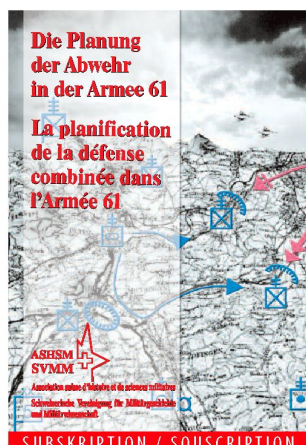 Die Planung
der Abwehr
in der Armee 61
La planification
de la défense
combinée dans
l'Armée 61
ASHSM
SVMM
Association suisse d'histoire et de sciences militaires
Schweizerische Vereinigung für Militärgeschichte
und Militärwissenschaft
SUBSKRIPTION / SOUSCRIPTION